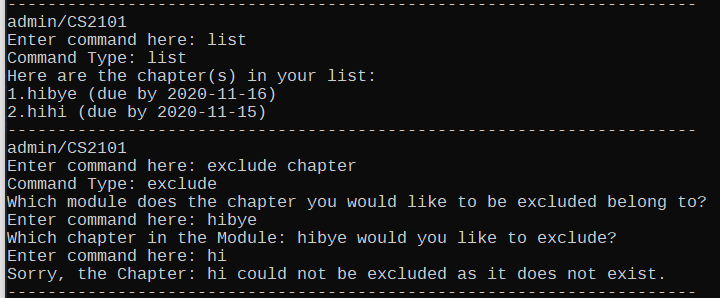 ---------------------------------------------------------------------
admin/CS2101
Enter command here: list
Command Type: list
Here are the chapter(s) in your list:
1.hibye (due by 2020-11-16)
2.hihi (due by 2020-11-15)
---------------------------------------------------------------------
admin/CS2101
Enter command here: exclude chapter
Command Type: exclude
Which module does the chapter you would like to be excluded belong to?
Enter command here: hibye
Which chapter in the Module: hibye would you like to exclude?
Enter command here: hi
Sorry, the Chapter: hi could not be excluded as it does not exist.
---------------------------------------------------------------------